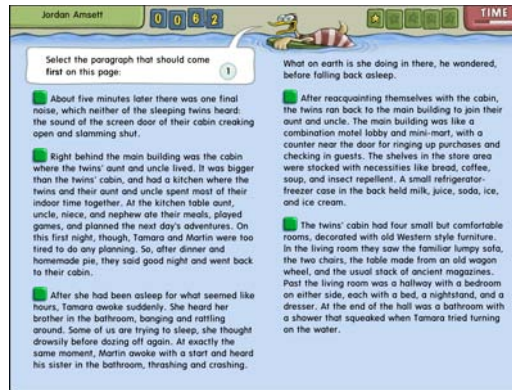 Jordan Amsett
0 0 6 2
TIME
Select the paragraph that should come
first on this page:
1
About five minutes later there was one final
noise, which neither of the sleeping twins heard:
the sound of the screen door of their cabin creaking
open and slamming shut.
Right behind the main building was the cabin
where the twins' aunt and uncle lived. It was bigger
than the twins' cabin, and had a kitchen where the
twins and their aunt and uncle spent most of their
indoor time together. At the kitchen table aunt,
uncle, niece, and nephew ate their meals, played
games, and planned the next day's adventures. On
this first night, though, Tamara and Martin were too
tired to do any planning. So, after dinner and
homemade pie, they said good night and went back
to their cabin.
After she had been asleep for what seemed like
hours, Tamara awoke suddenly. She heard her
brother in the bathroom, banging and rattling
around. Some of us are trying to sleep, she thought
drowsily before dozing off again. At exactly the
same moment, Martin awoke with a start and heard
his sister in the bathroom, thrashing and crashing.
What on earth is she doing in there, he wondered,
before falling back asleep.
After reacquainting themselves with the cabin,
the twins ran back to the main building to join their
aunt and uncle. The main building was like a
combination motel lobby and mini-mart, with a
counter near the door for ringing up purchases and
checking in guests. The shelves in the store area
were stocked with necessities like bread, coffee,
soup, and insect repellent. A small refrigerator-
freezer case in the back held milk, juice, soda, ice,
and ice cream.
The twins' cabin had four small but comfortable
rooms, decorated with old Western style furniture.
In the living room they saw the familiar lumpy sofa,
the two chairs, the table made from an old wagon
wheel, and the usual stack of ancient magazines.
Past the living room was a hallway with a bedroom
on either side, each with a bed, a nightstand, and a
dresser. At the end of the hall was a bathroom with
a shower that squeaked when Tamara tried turning
on the water.